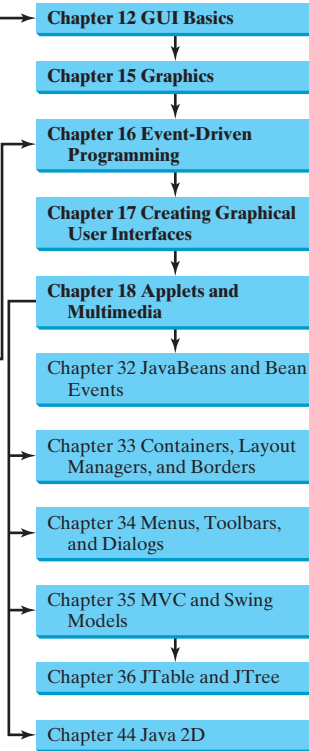 Chapter 12 GUI Basics
Chapter 15 Graphics
Chapter 16 Event-Driven
Programming
Chapter 17 Creating Graphical
User Interfaces
Chapter 18 Applets and
Multimedia
Chapter 32 JavaBeans and Bean
Events
Chapter 33 Containers, Layout
Managers, and Borders
Chapter 34 Menus, Toolbars,
and Dialogs
Chapter 35 MVC and Swing
Models
Chapter 36 JTable and JTree
Chapter 44 Java 2D